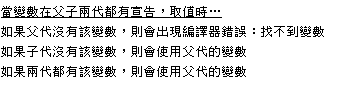 當變數在父子兩代都有宣告，取值時…
如果父代沒有該變數，則會出現編譯器錯誤：找不到變數
如果子代沒有該變數，則會使用父代的變數
如果兩代都有該變數，則會使用父代的變數